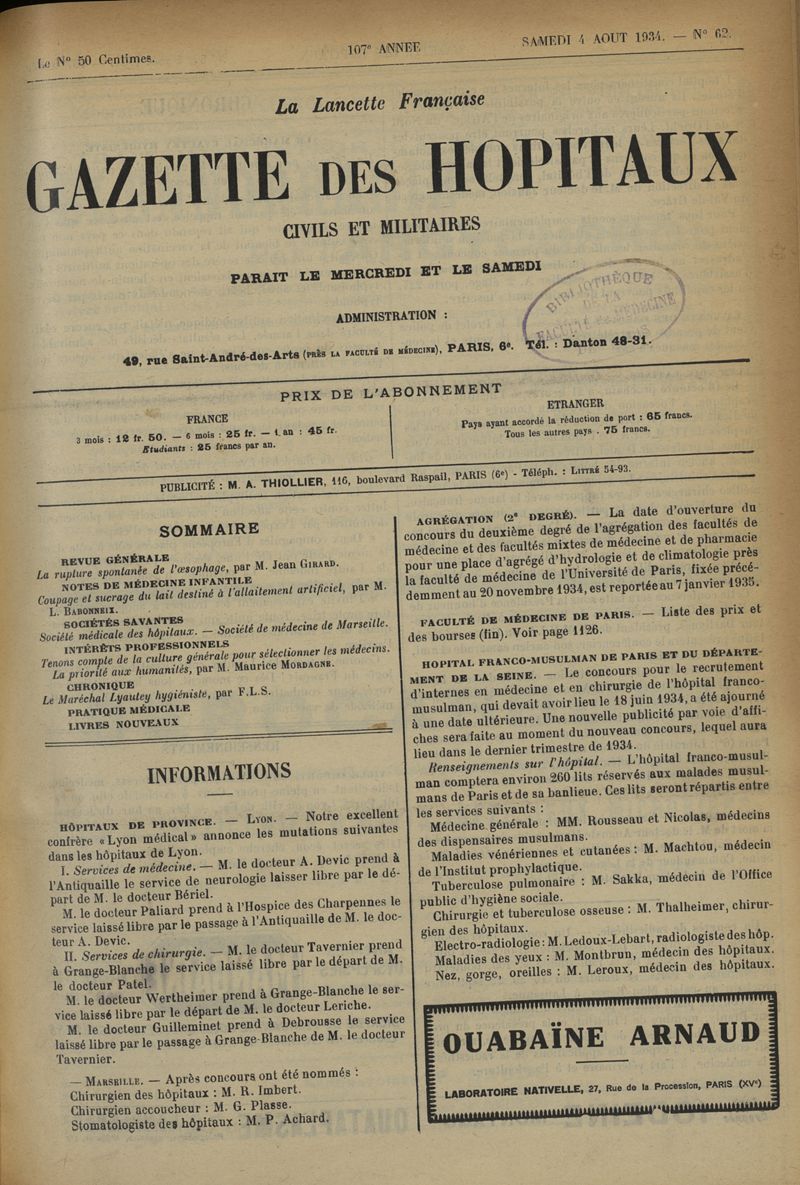 Le N° 50 Centimes.
107e ANNEE
SAMEDI 4 AOUT 1934. — N° 62.
La Lancette Française
GAZETTE DES HOPITAUX
CIVILS ET MILITAIRES
PARAIT LE MERCREDI ET LE SAMEDI
ADMINISTRATION :
BIBLIOTHÈQUE
DE LA
FACULTÉ DE MÉDECINE
49, rue Saint-André-des-Arts (PRÈS LA FACULTÉ DE MÉDECINE), PARIS, 6e. Tél. : Danton 48-31.
PRIX DE L'ABONNEMENT
FRANCE
3 mois : 12 fr. 50. — 6 mois : 25 fr. — 1 an : 45 fr.
Etudiants : 25 francs par an.
ETRANGER
Pays ayant accordé la réduction de port : 65 francs.
Tous les autres pays . 75 francs.
PUBLICITÉ : M. A. THIOLLIER, 116, boulevard Raspail, PARIS (6e) - Téléph. : LITTRÉ 54-93.
SOMMAIRE
REVUE GÉNÉRALE
La rupture spontanée de l'œsophage, par M. Jean GIRARD.
NOTES DE MÉDECINE INFANTILE
Coupage et sucrage du lait destiné à l'allaitement artificiel, par M.
L. BABONNEIX.
SOCIÉTÉS SAVANTES
Société médicale des hôpitaux. — Société de médecine de Marseille.
INTÉRÊTS PROFESSIONNELS
Tenons compte de la culture générale pour sélectionner les médecins.
La priorité aux humanités, par M. Maurice MORDAGNE.
CHRONIQUE
Le Maréchal Lyautey hygiéniste, par F.L.S.
PRATIQUE MÉDICALE
LIVRES NOUVEAUX
INFORMATIONS
HÔPITAUX DE PROVINCE. — LYON. — Notre excellent
confrère « Lyon médical » annonce les mutations suivantes
dans les hôpitaux de Lyon.
I. Services de médecine. — M. le docteur A. Devic prend à
l'Antiquaille le service de neurologie laisser libre par le dé-
part de M. le docteur Bériel.
M. le docteur Paliard prend à l'Hospice des Charpennes le
service laissé libre par le passage à l'Antiquaille de M. le doc-
teur A. Devic.
II. Services de chirurgie. — M. le docteur Tavernier prend
à Grange-Blanche le service laissé libre par le départ de M.
le docteur Patel.
M. le docteur Wertheimer prend à Grange-Blanche le ser-
vice laissé libre par le départ de M. le docteur Leriche.
M. le docteur Guilleminet prend à Debrousse le service
laissé libre par le passage à Grange-Blanche de M. le docteur
Tavernier.
— MARSEILLE. — Après concours ont été nommés :
Chirurgien des hôpitaux : M. R. Imbert.
Chirurgien accoucheur : M. G. Plasse.
Stomatologiste des hôpitaux : M. P. Achard.
AGRÉGATION (2e DEGRÉ). — La date d'ouverture du
concours du deuxième degré de l'agrégation des facultés de
médecine et des facultés mixtes de médecine et de pharmacie
pour une place d'agrégé d'hydrologie et de climatologie près
la faculté de médecine de l'Université de Paris, fixée précé-
demment au 20 novembre 1934, est reportée au 7 janvier 1935.
FACULTÉ DE MÉDECINE DE PARIS. — Liste des prix et
des bourses (fin). Voir page 1126.
HOPITAL FRANCO-MUSULMAN DE PARIS ET DU DÉPARTE-
MENT DE LA SEINE. — Le concours pour le recrutement
d'internes en médecine et en chirurgie de l'hôpital franco-
musulman, qui devait avoir lieu le 18 juin 1934, a été ajourné
à une date ultérieure. Une nouvelle publicité par voie d'affi-
ches sera faite au moment du nouveau concours, lequel aura
lieu dans le dernier trimestre de 1934.
Renseignements sur l'hôpital. — L'hôpital franco-musul-
man comptera environ 260 lits réservés aux malades musul-
mans de Paris et de sa banlieue. Ces lits seront répartis entre
les services suivants :
Médecine générale : MM. Rousseau et Nicolas, médecins
des dispensaires musulmans.
Maladies vénériennes et cutanées : M. Machtou, médecin
de l'Institut prophylactique.
Tuberculose pulmonaire : M. Sakka, médecin de l'Office
public d'hygiène sociale.
Chirurgie et tuberculose osseuse : M. Thalheimer, chirur-
gien des hôpitaux.
Electro-radiologie : M. Ledoux-Lebart, radiologiste des hôp.
Maladies des yeux : M. Montbrun, médecin des hôpitaux.
Nez, gorge, oreilles : M. Leroux, médecin des hôpitaux.
OUABAÏNE ARNAUD
LABORATOIRE NATIVELLE, 27, Rue de la Procession, PARIS (XVe)